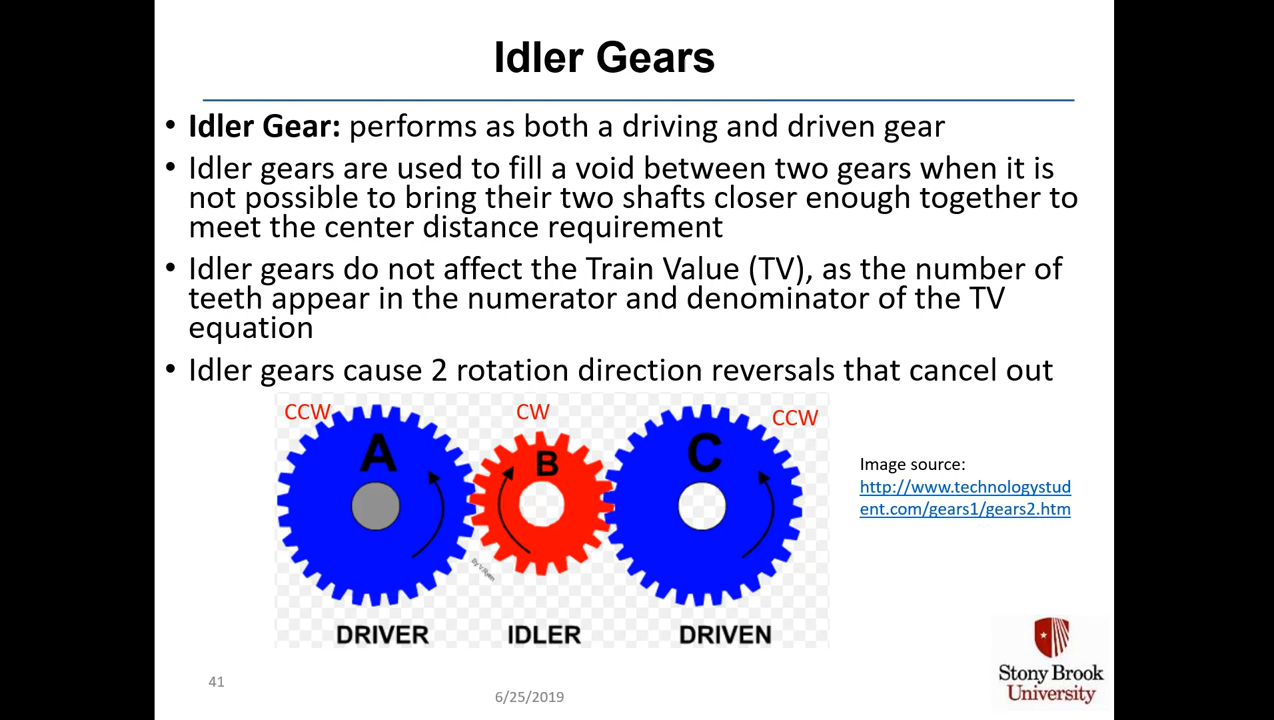 Idler Gears
• Idler Gear: performs as both a driving and driven gear
• Idler gears are used to fill a void between two gears when it is
not possible to bring their two shafts closer enough together to
meet the center distance requirement
• Idler gears do not affect the Train Value (TV), as the number of
teeth appear in the numerator and denominator of the TV
equation
• Idler gears cause 2 rotation direction reversals that cancel out
CCW
CW
CCW
A
B
C
By V.Ryan
DRIVER
IDLER
DRIVEN
Image source:
http://www.technologystud
ent.com/gears1/gears2.htm
41
6/25/2019
Stony Brook
University